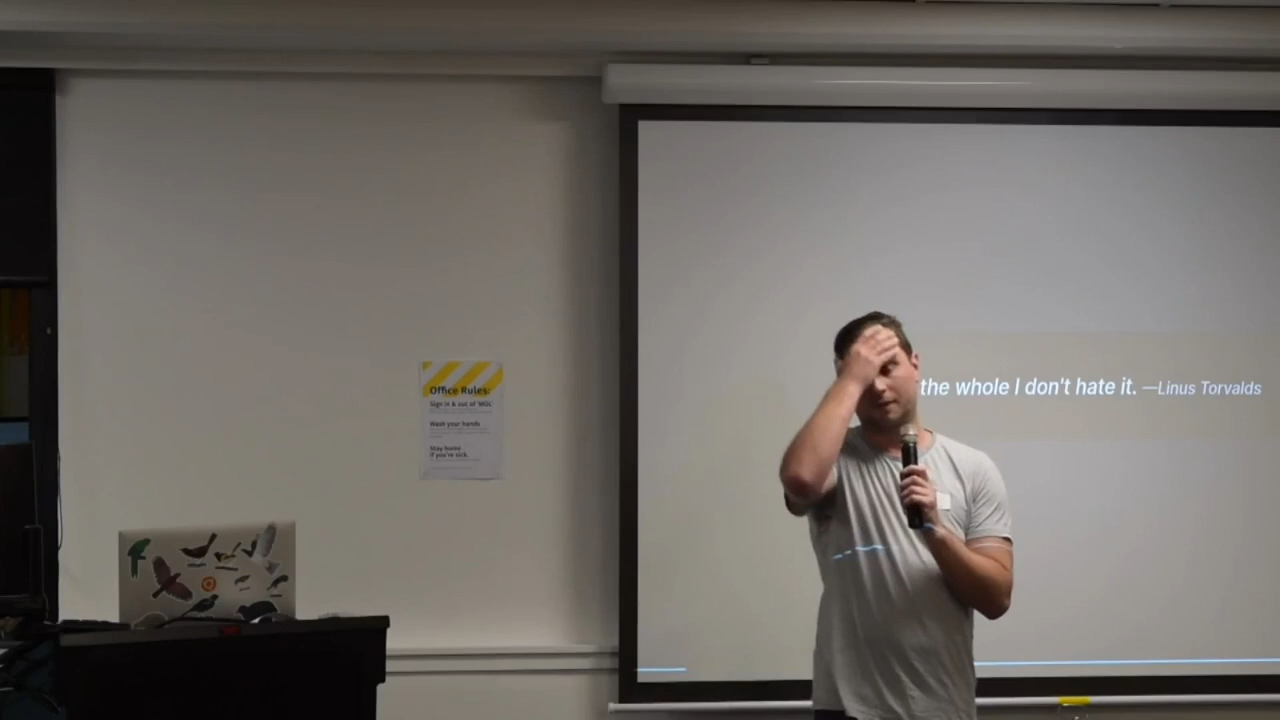 Office Rules:
Sign in & out of 'WOL'
Wash your hands
Stay home
if you're sick.
the whole I don't hate it. —Linus Torvalds